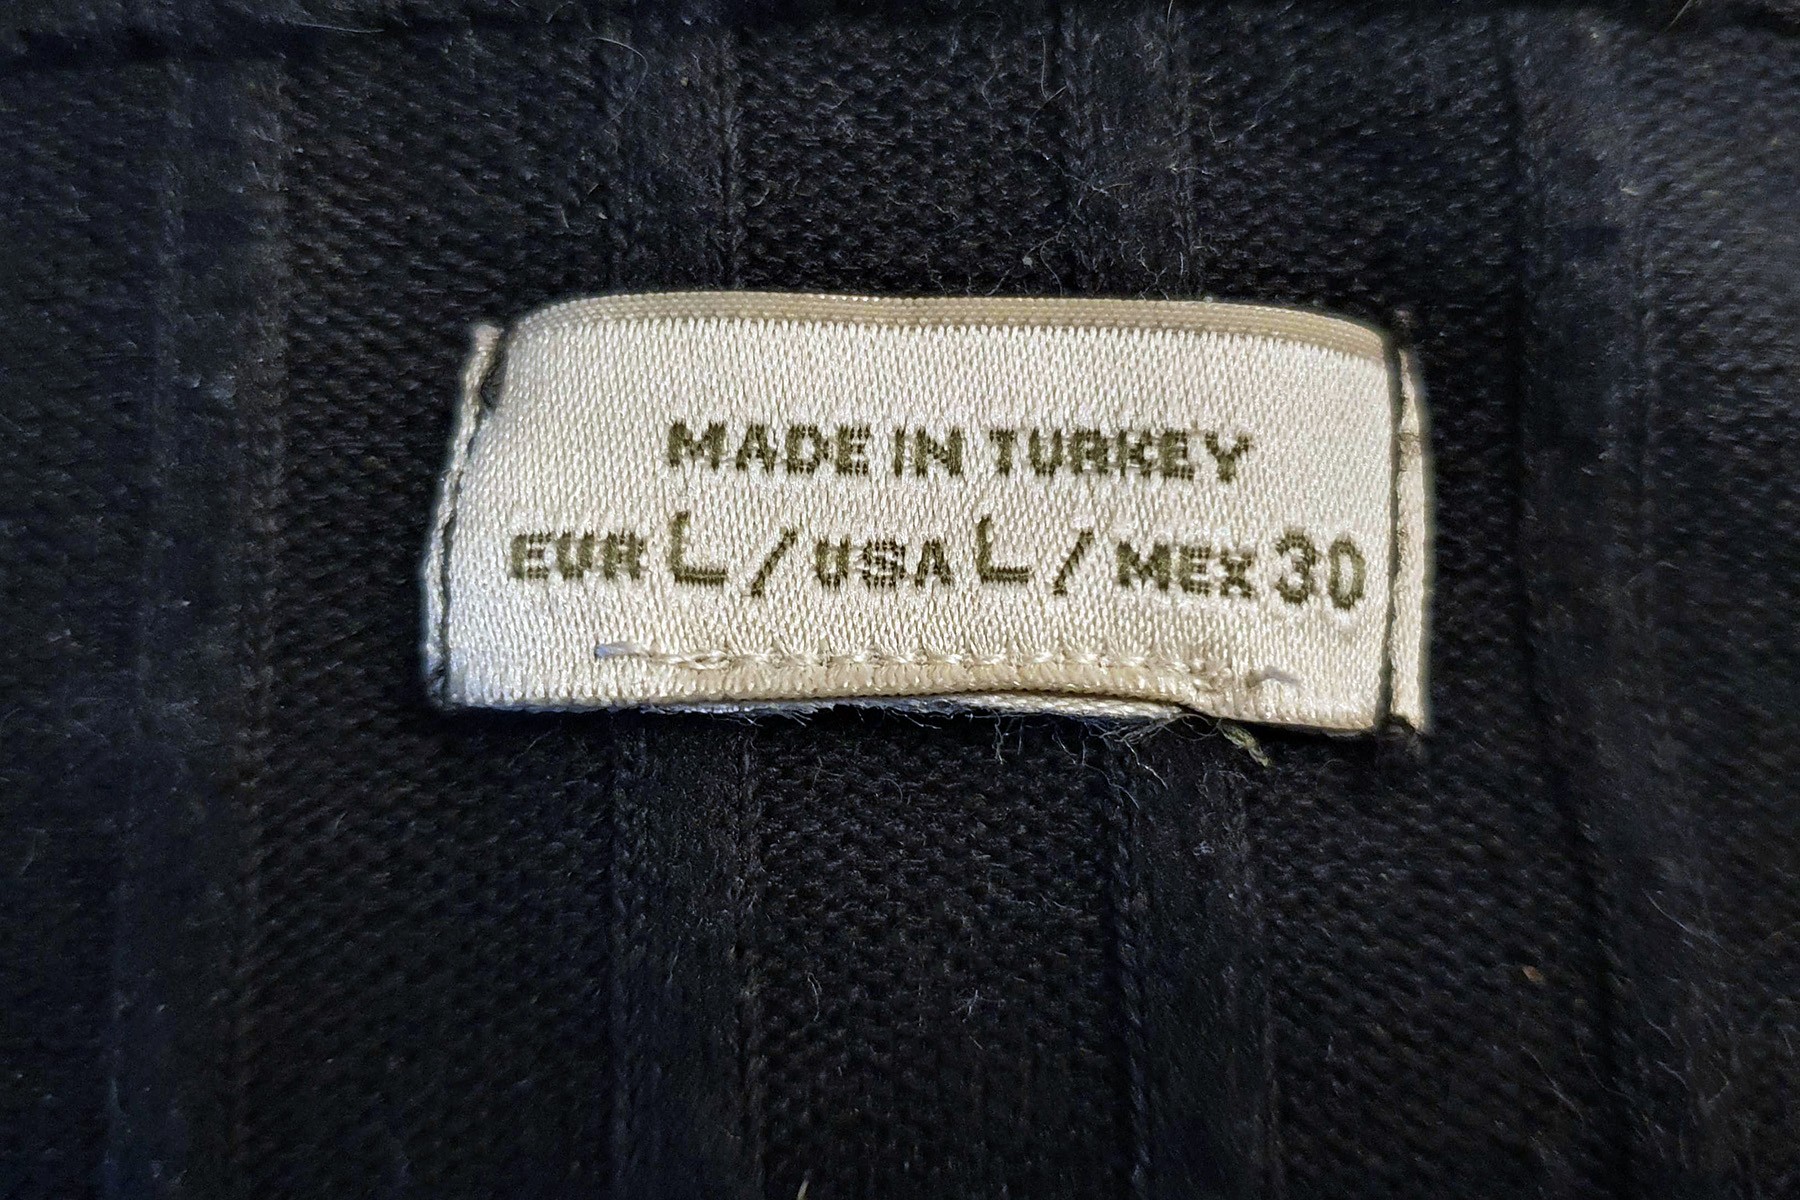 MADE IN TURKEY
EUR L / USA L / MEX 30